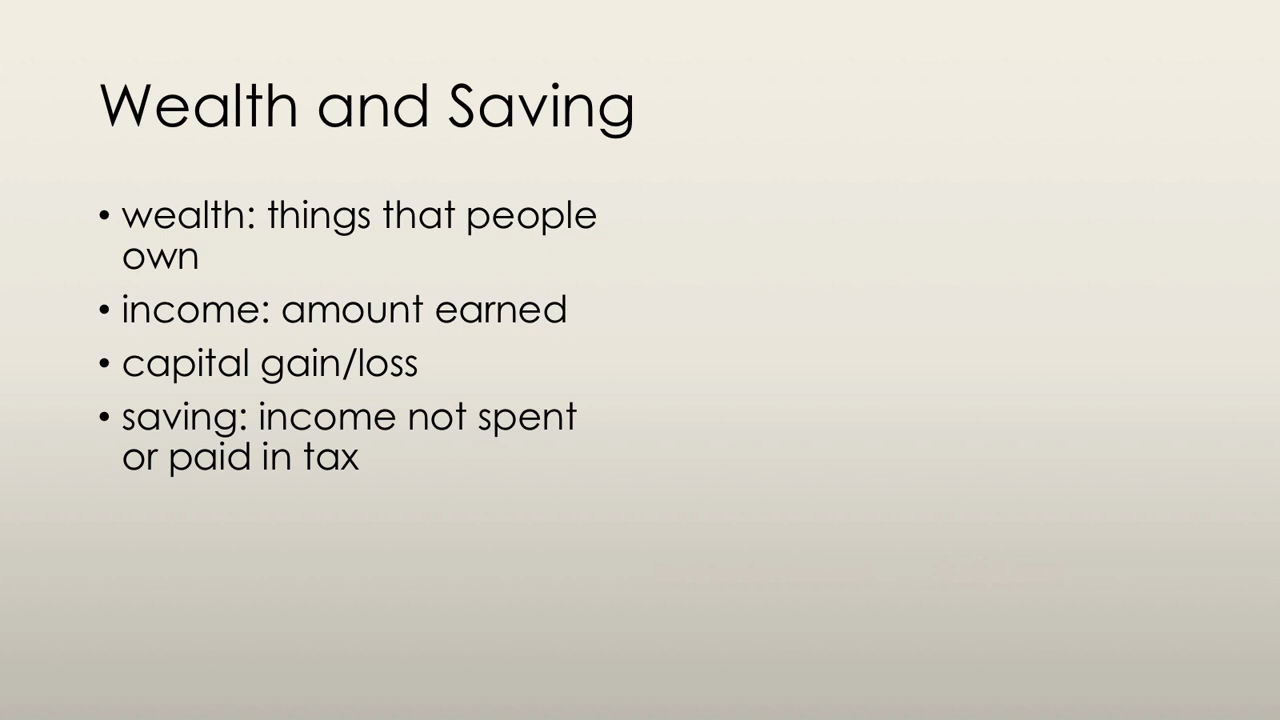 Wealth and Saving
• wealth: things that people
own
• income: amount earned
• capital gain/loss
• saving: income not spent
or paid in tax